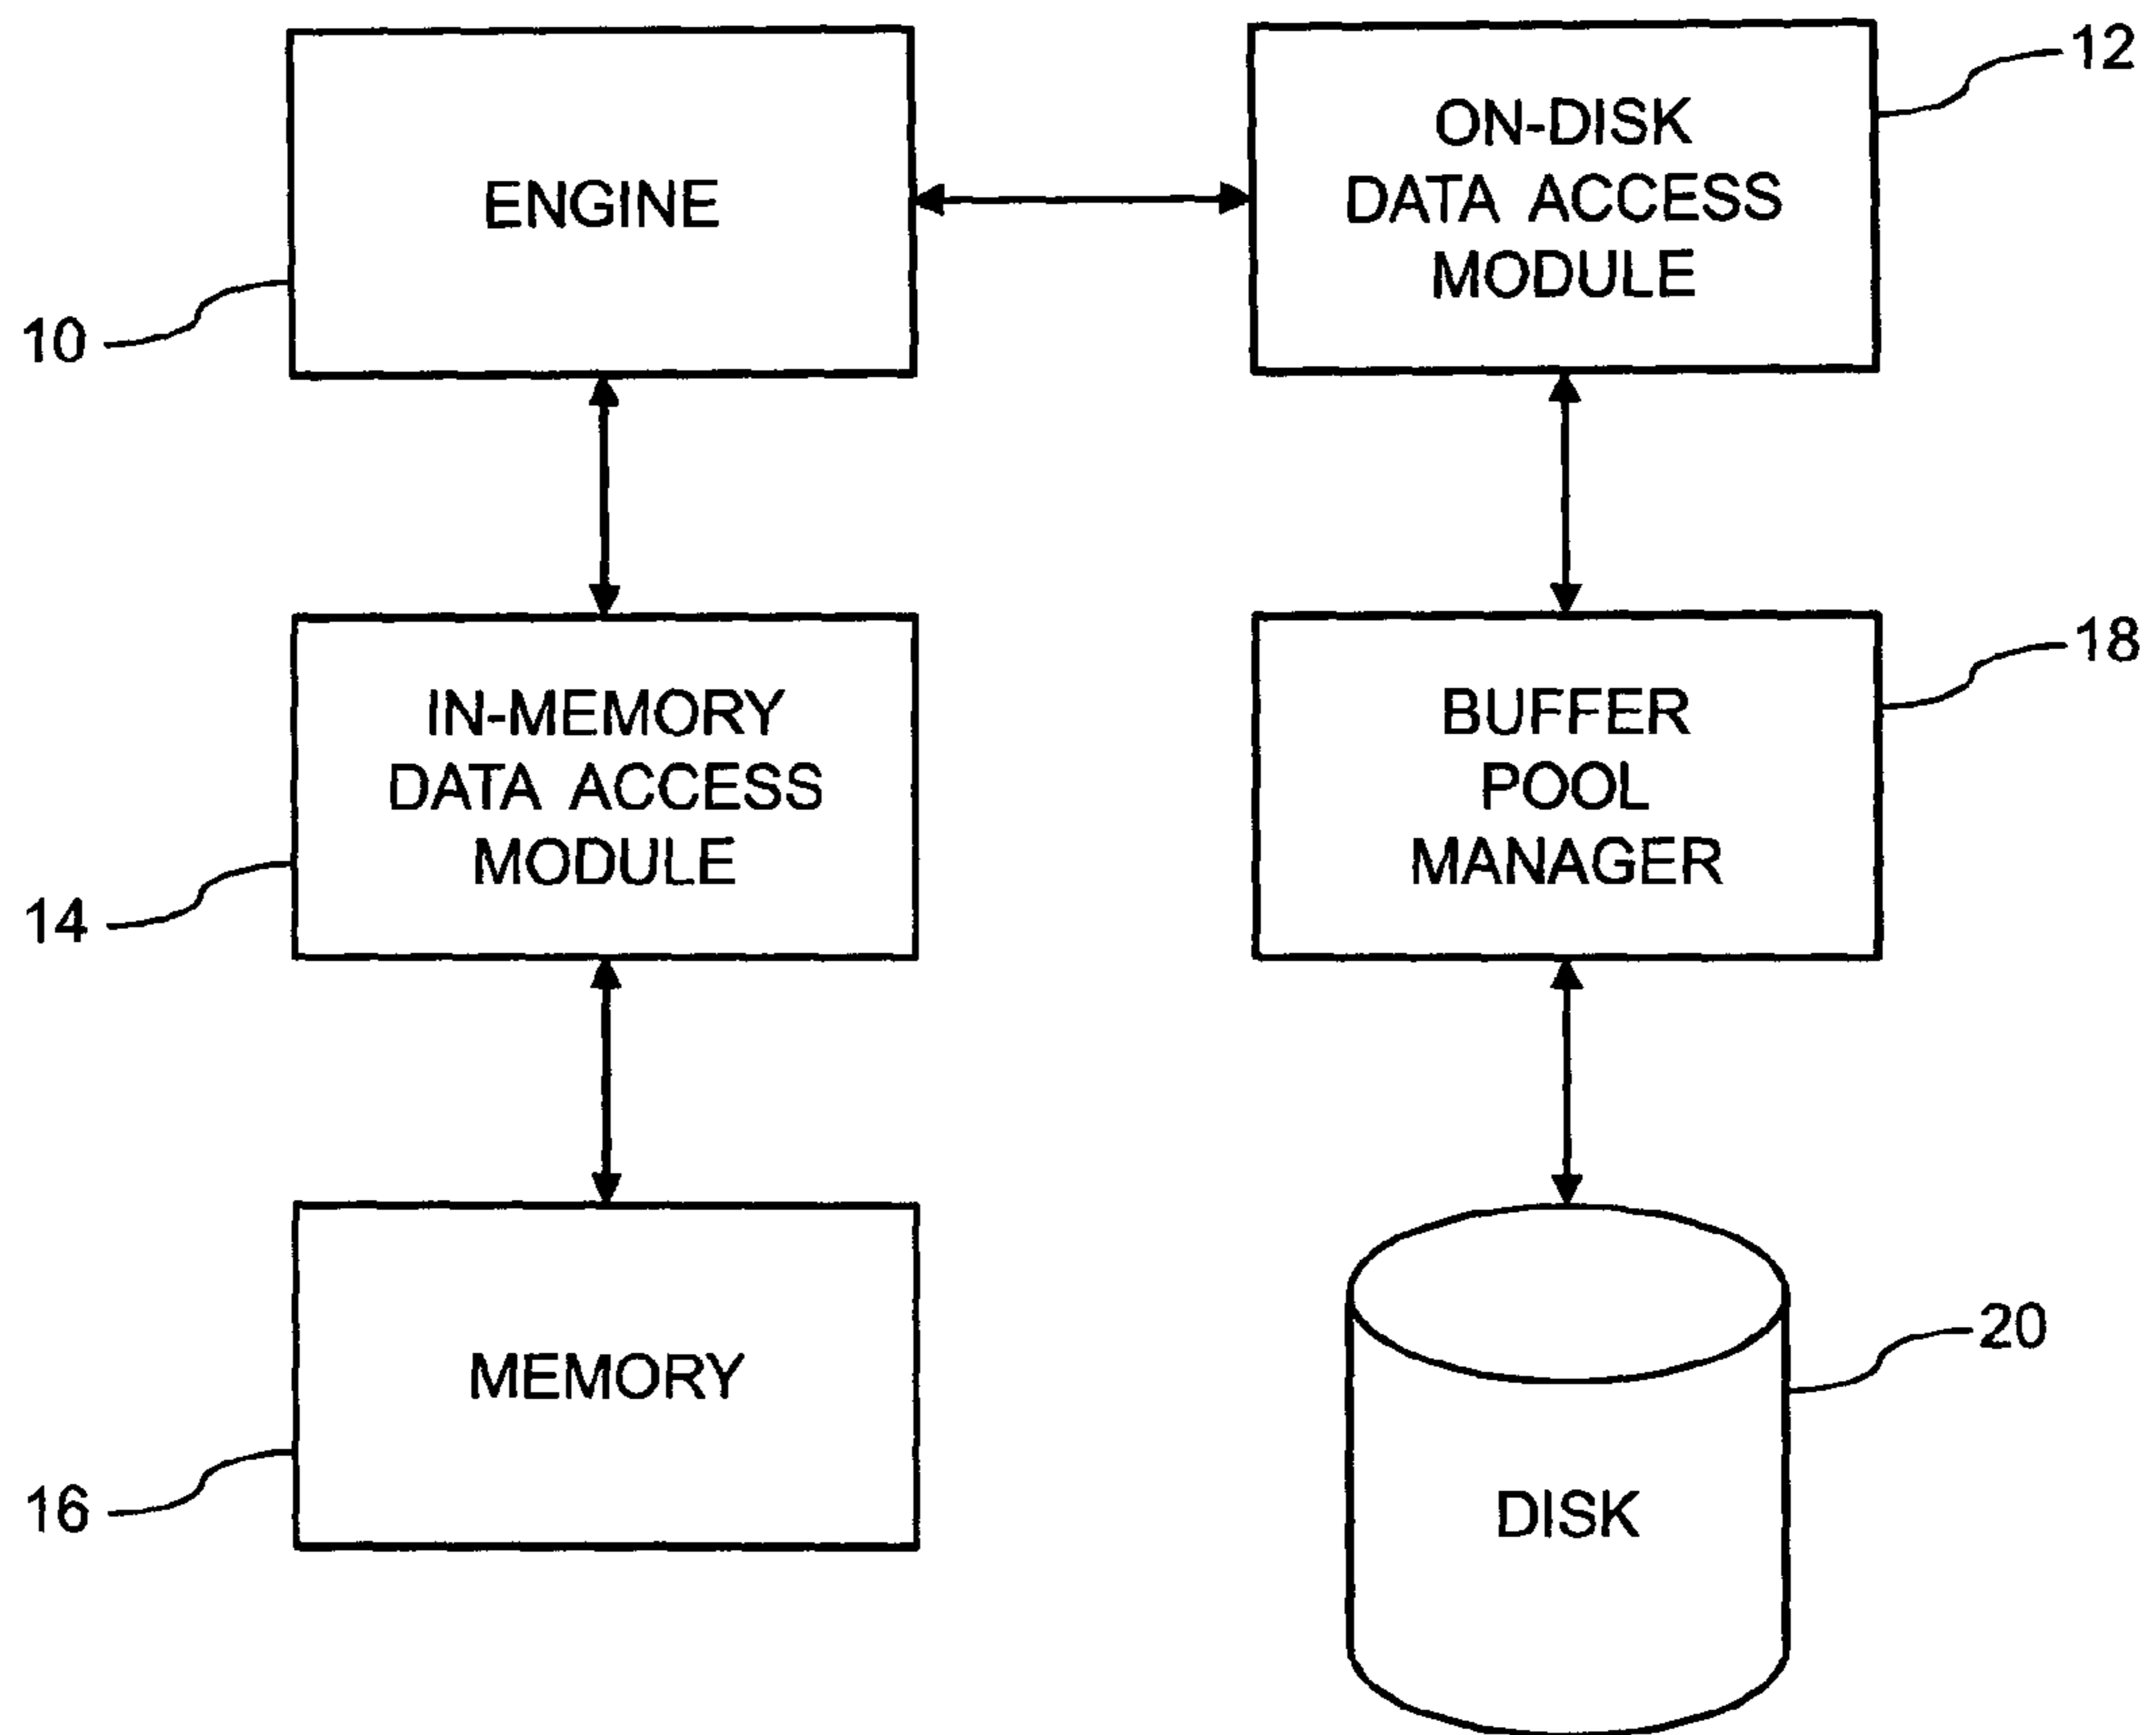 ENGINE
10
ON-DISK
DATA ACCESS
MODULE
12
IN-MEMORY
DATA ACCESS
MODULE
14
BUFFER
POOL
MANAGER
18
MEMORY
16
DISK
20